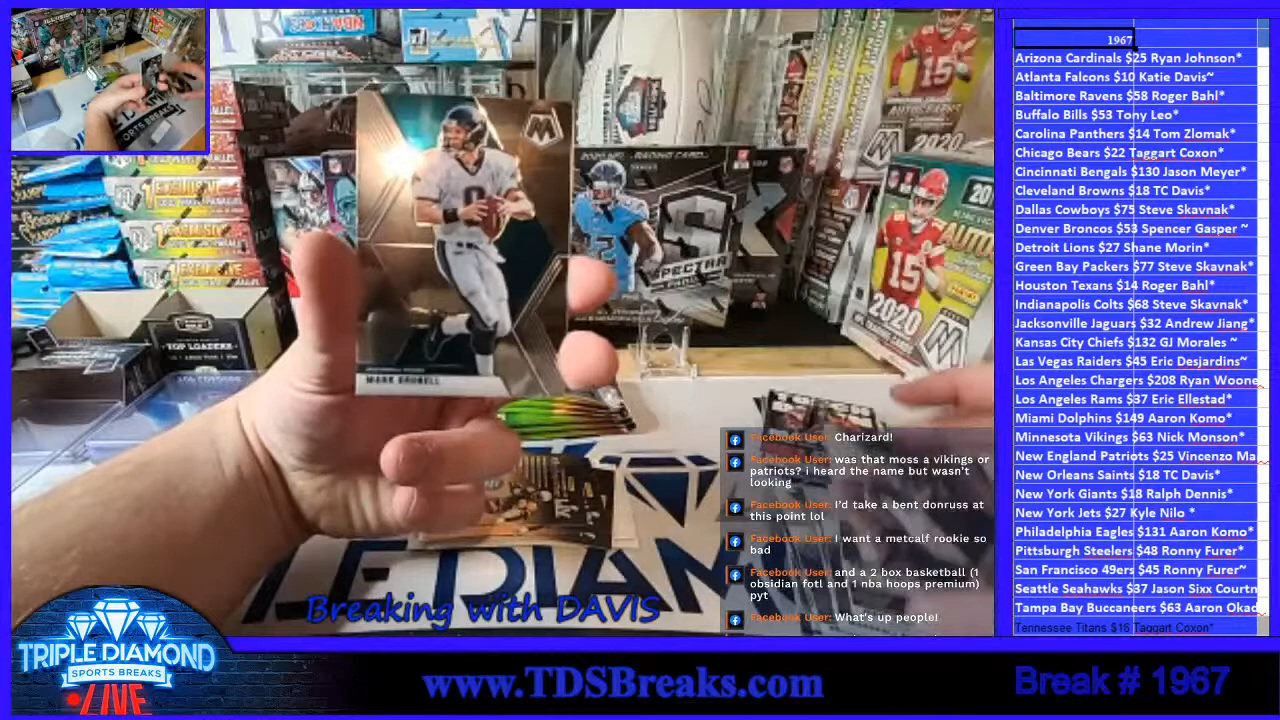 1967
Arizona Cardinals $25 Ryan Johnson*
Atlanta Falcons $10 Katie Davis~
Baltimore Ravens $58 Roger Bahl*
Buffalo Bills $53 Tony Leo*
Carolina Panthers $14 Tom Zlomak*
Chicago Bears $22 Taggart Coxon*
Cincinnati Bengals $130 Jason Meyer*
Cleveland Browns $18 TC Davis*
Dallas Cowboys $75 Steve Skavnak*
Denver Broncos $53 Spencer Gasper ~
Detroit Lions $27 Shane Morin*
Green Bay Packers $77 Steve Skavnak*
Houston Texans $14 Roger Bahl*
Indianapolis Colts $68 Steve Skavnak*
Jacksonville Jaguars $32 Andrew Jiang*
Kansas City Chiefs $132 GJ Morales ~
Las Vegas Raiders $45 Eric Desjardins~
Los Angeles Chargers $208 Ryan Woone
Los Angeles Rams $37 Eric Ellestad*
Miami Dolphins $149 Aaron Komo*
Minnesota Vikings $63 Nick Monson*
New England Patriots $25 Vincenzo Ma
New Orleans Saints $18 TC Davis*
New York Giants $18 Ralph Dennis*
New York Jets $27 Kyle Nilo *
Philadelphia Eagles $131 Aaron Komo*
Pittsburgh Steelers $48 Ronny Furer*
San Francisco 49ers $45 Ronny Furer~
Seattle Seahawks $37 Jason Sixx Courtn
Tampa Bay Buccaneers $63 Aaron Okad
Tennessee Titans $16 Taggart Coxon*
MARK BRUNELL
SPECTRA
TOP LOADERS
2020
AUTO
15
2020
15
Facebook User: Charizard!
Facebook User: was that moss a vikings or
patriots? i heard the name but wasn't
looking
Facebook User: I'd take a bent donruss at
this point lol
Facebook User: I want a metcalf rookie so
bad
Facebook User: and a 2 box basketball (1
obsidian fotl and 1 nba hoops premium)
pyt
Facebook User: What's up people!
LE DIAM
Breaking with DAVIS
TRIPLE DIAMOND
SPORTS BREAKS
LIVE
www.TDSBreaks.com
Break # 1967